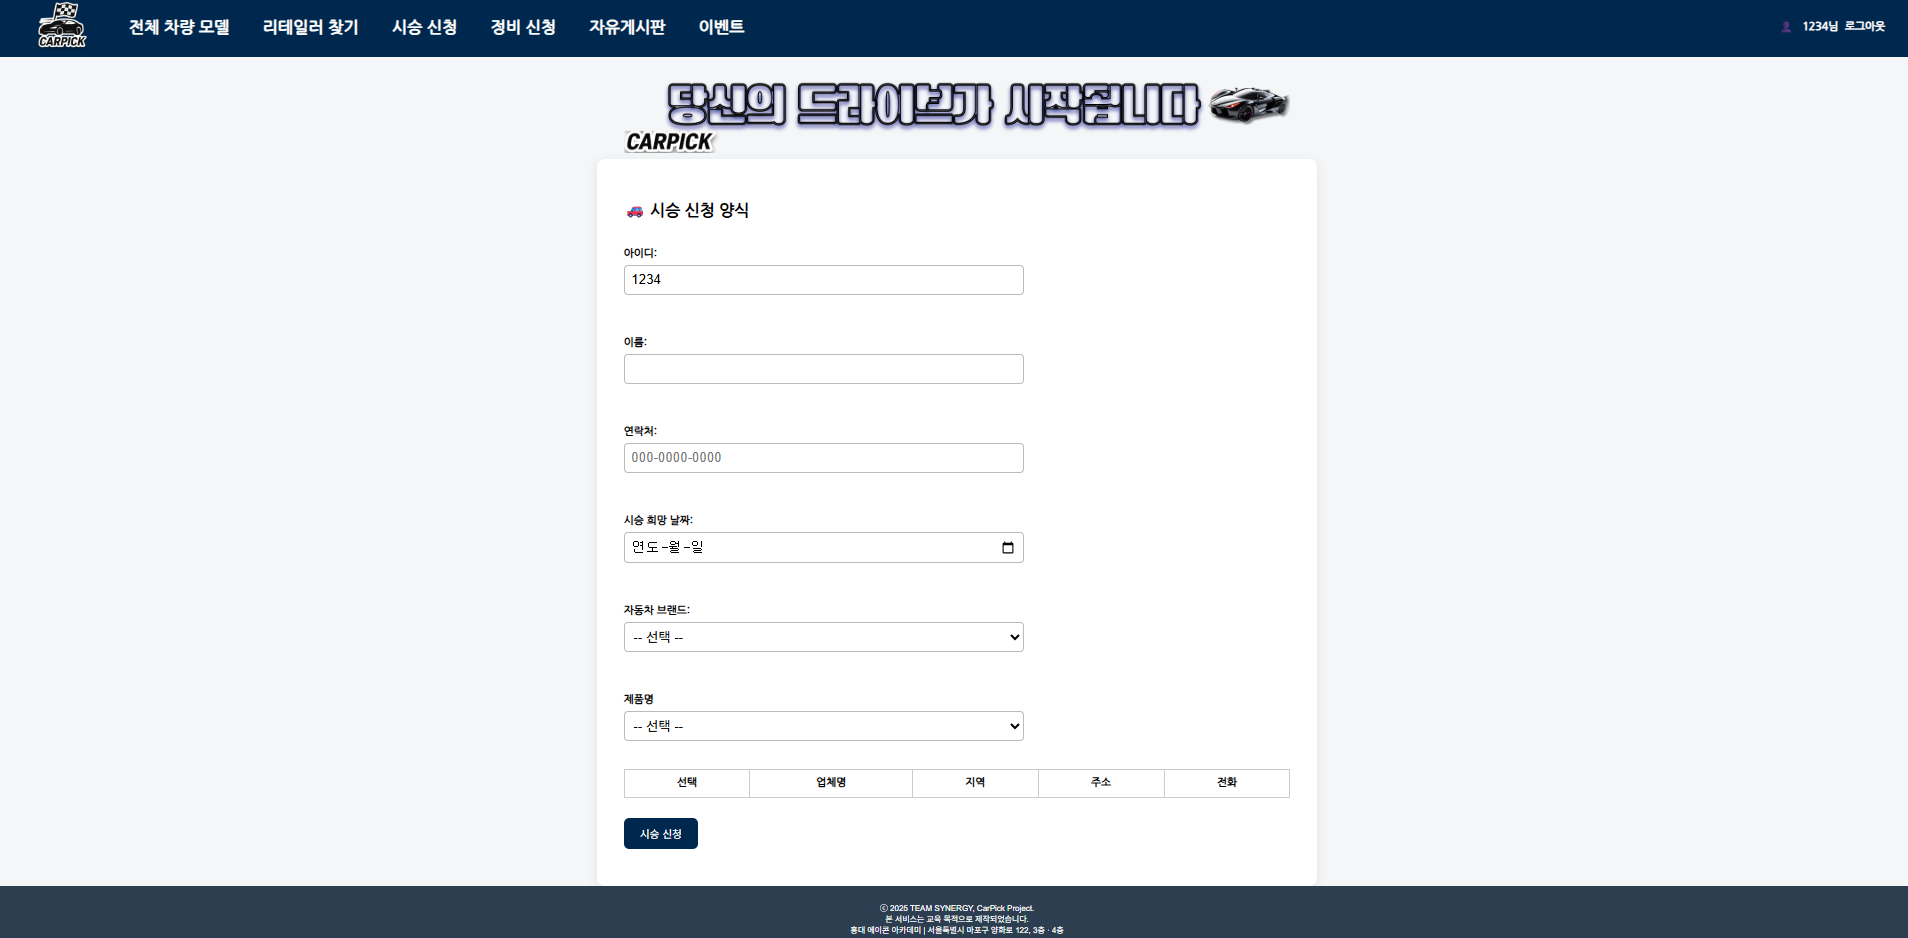 CARPICK
전체 차량 모델 리테일러 찾기 시승 신청 정비 신청 자유게시판 이벤트
1234님 로그아웃
당신의 드라이브가 시작됩니다
CARPICK
시승 신청 양식
아이디:
1234
이름:
연락처:
000-0000-0000
시승 희망 날짜:
연도-월-일
자동차 브랜드:
-- 선택 --
제품명
-- 선택 --
선택 업체명 지역 주소 전화
시승 신청
ⓒ 2025 TEAM SYNERGY, CarPick Project.
본 서비스는 교육 목적으로 제작되었습니다.
홍대 에이콘 아카데미 | 서울특별시 마포구 양화로 122, 3층 · 4층